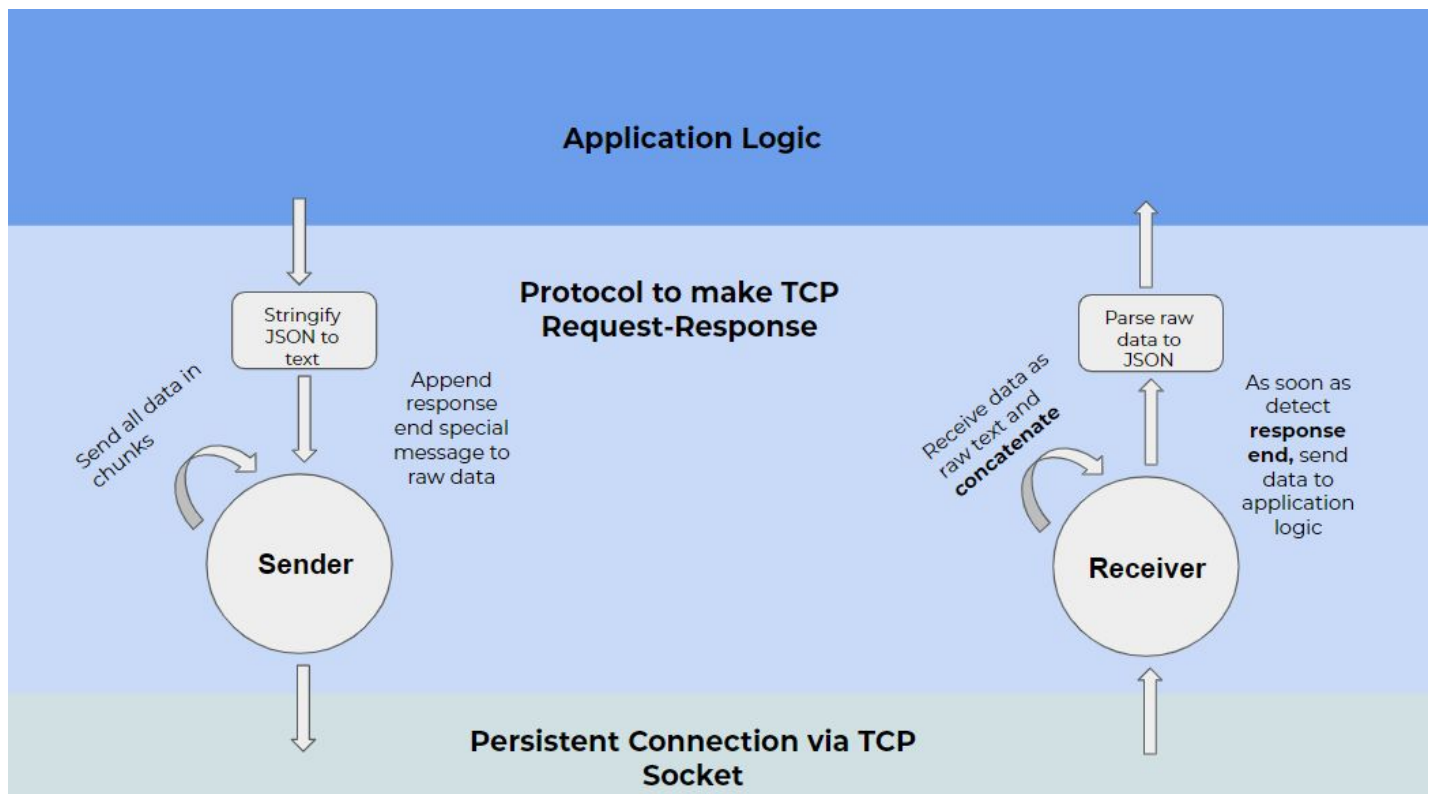 Application Logic
Protocol to make TCP
Request-Response
Stringify
JSON to
text
Send all data in
chunks
Append
response
end special
message to
raw data
Sender
Parse raw
data to
JSON
Receive data as
raw text and
concatenate
As soon as
detect
response
end, send
data to
application
logic
Receiver
Persistent Connection via TCP
Socket